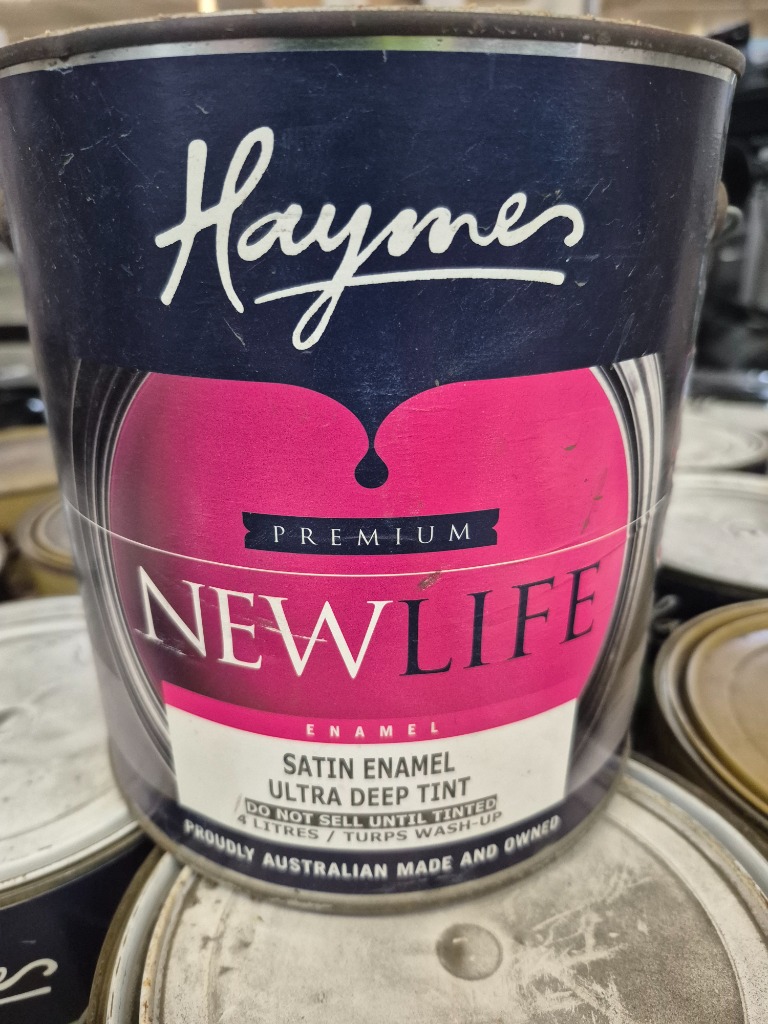 Haymes
PREMIUM
NEWLIFE
ENAMEL
SATIN ENAMEL
ULTRA DEEP TINT
DO NOT SELL UNTIL TINTED
4 LITRES / TURPS WASH-UP
PROUDLY AUSTRALIAN MADE AND OWNED